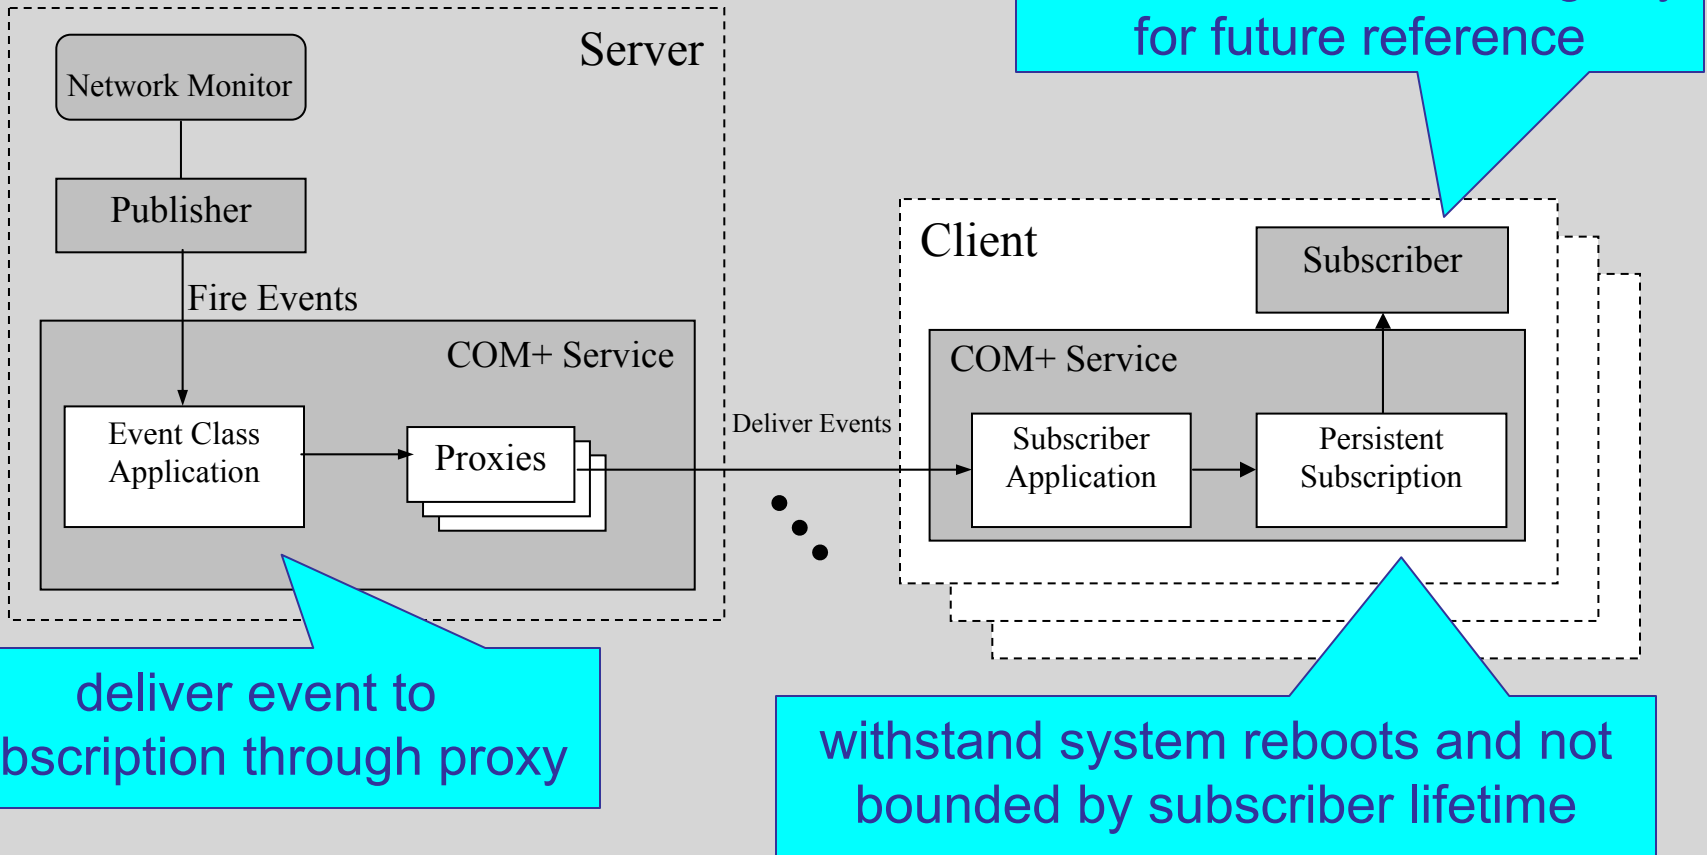 for future reference
Server
Network Monitor
Publisher
Fire Events
COM+ Service
Event Class
Application
Proxies
Deliver Events
Client
Subscriber
COM+ Service
Subscriber
Application
Persistent
Subscription
deliver event to
bscription through proxy
withstand system reboots and not
bounded by subscriber lifetime